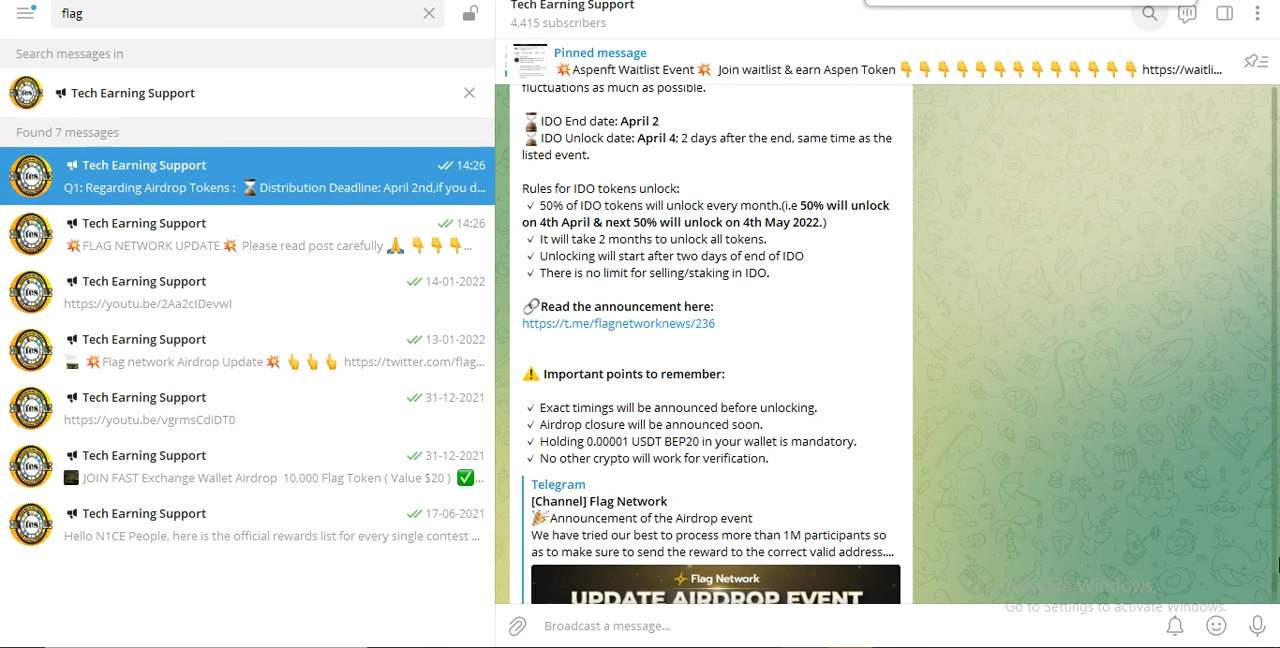 flag
Search messages in
Tech Earning Support
Found 7 messages
Tech Earning Support 14:26
Q1: Regarding Airdrop Tokens : ⏳Distribution Deadline: April 2nd,if you d...
Tech Earning Support 14:26
💥FLAG NETWORK UPDATE💥 Please read post carefully 🙏 👇 👇 👇...
Tech Earning Support 14-01-2022
https://youtu.be/2Aa2cIDevwI
Tech Earning Support 13-01-2022
💥Flag network Airdrop Update💥 👆 👆 👆 https://twitter.com/flag...
Tech Earning Support 31-12-2021
https://youtu.be/vgrmsCdiDT0
Tech Earning Support 31-12-2021
JOIN FAST Exchange Wallet Airdrop 10,000 Flag Token ( Value $20 ) ✅...
Tech Earning Support 17-06-2021
Hello N1CE People, here is the official rewards list for every single contest ...
Tech Earning Support
4,415 subscribers
Pinned message
💥Aspenft Waitlist Event💥 Join waitlist & earn Aspen Token 👇 👇 👇 👇 👇 👇 👇 👇 👇 👇 👇 👇 👇 https://waitli...
fluctuations as much as possible.
⌛IDO End date: April 2
⌛IDO Unlock date: April 4; 2 days after the end, same time as the
listed event.
Rules for IDO tokens unlock:
✓ 50% of IDO tokens will unlock every month.(i.e 50% will unlock
on 4th April & next 50% will unlock on 4th May 2022.)
✓ It will take 2 months to unlock all tokens.
✓ Unlocking will start after two days of end of IDO
✓ There is no limit for selling/staking in IDO.
🔗Read the announcement here:
https://t.me/flagnetworknews/236
⚠️ Important points to remember:
✓ Exact timings will be announced before unlocking.
✓ Airdrop closure will be announced soon.
✓ Holding 0.00001 USDT BEP20 in your wallet is mandatory.
✓ No other crypto will work for verification.
Telegram
[Channel] Flag Network
🎉Announcement of the Airdrop event
We have tried our best to process more than 1M participants so
as to make sure to send the reward to the correct valid address....
Flag Network
UPDATE AIRDROP EVENT
Activate Windows
Go to Settings to activate Windows.
Broadcast a message...